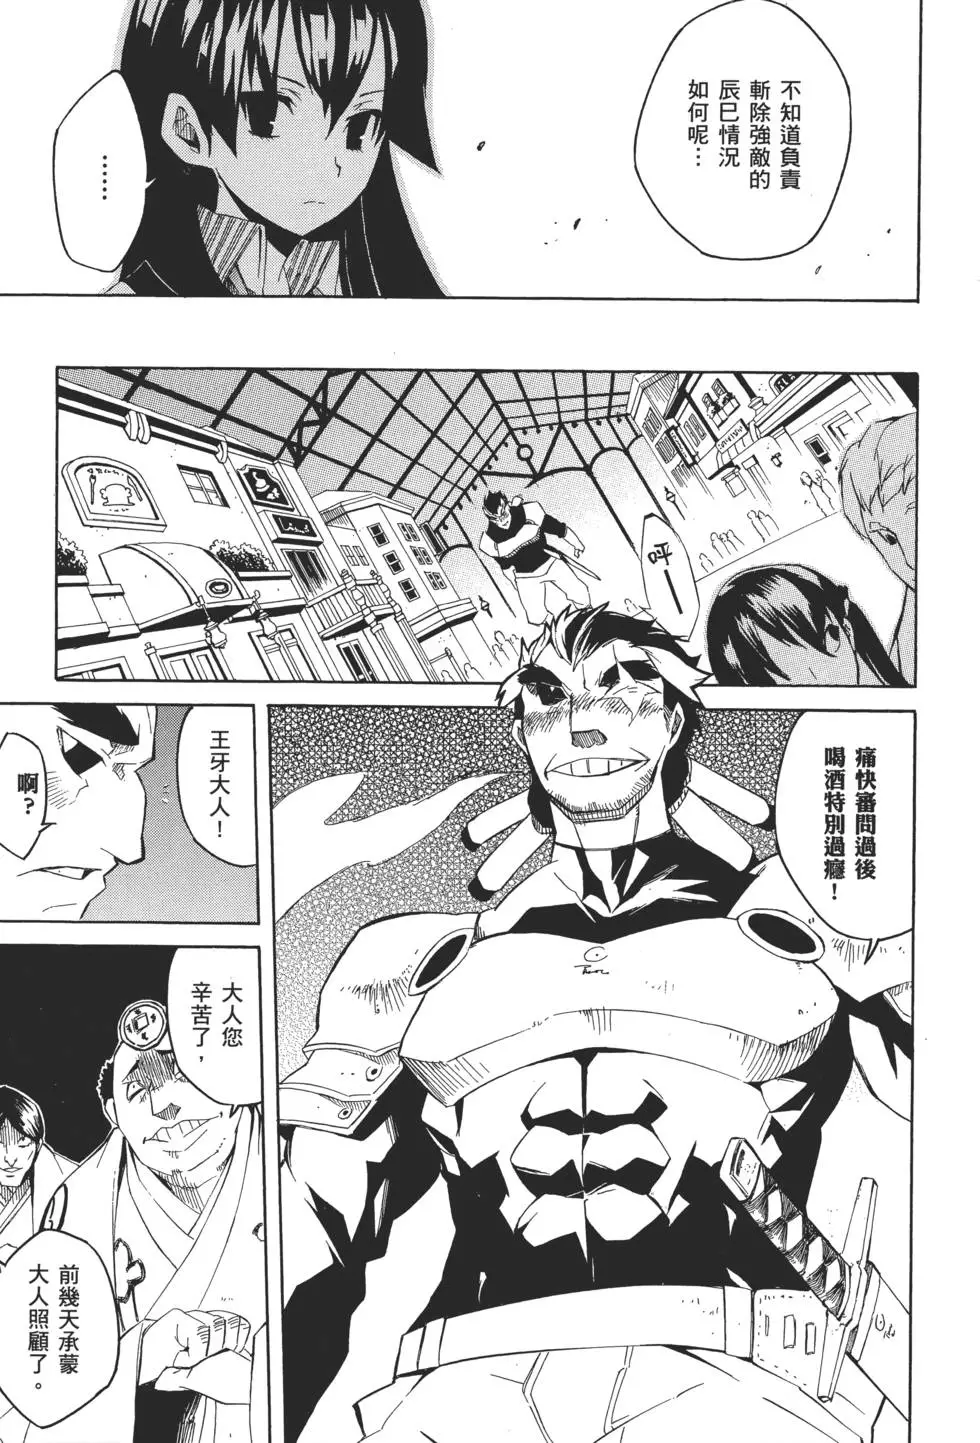 不知道負責
斬除強敵的
辰巳情況
如何呢…
……
呼——
痛快審問過後
喝酒特別過癮！
王牙大人！
啊？
大人您
辛苦了，
前幾天承蒙
大人照顧了。